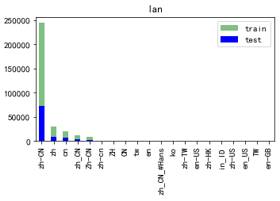 lan
250000
200000
150000
100000
50000
0
train
test
zh-CN
zh
cn
zh_CN
Zh-CN
zh-cn
ZH
CN
tw
en
zh_CN_#Hans
ko
zh-TW
en-US
zh-HK
in_ID
zh-US
en_US
TW
en-GB